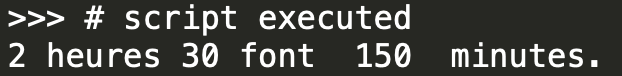 >>> # script executed
2 heures 30 font  150  minutes.